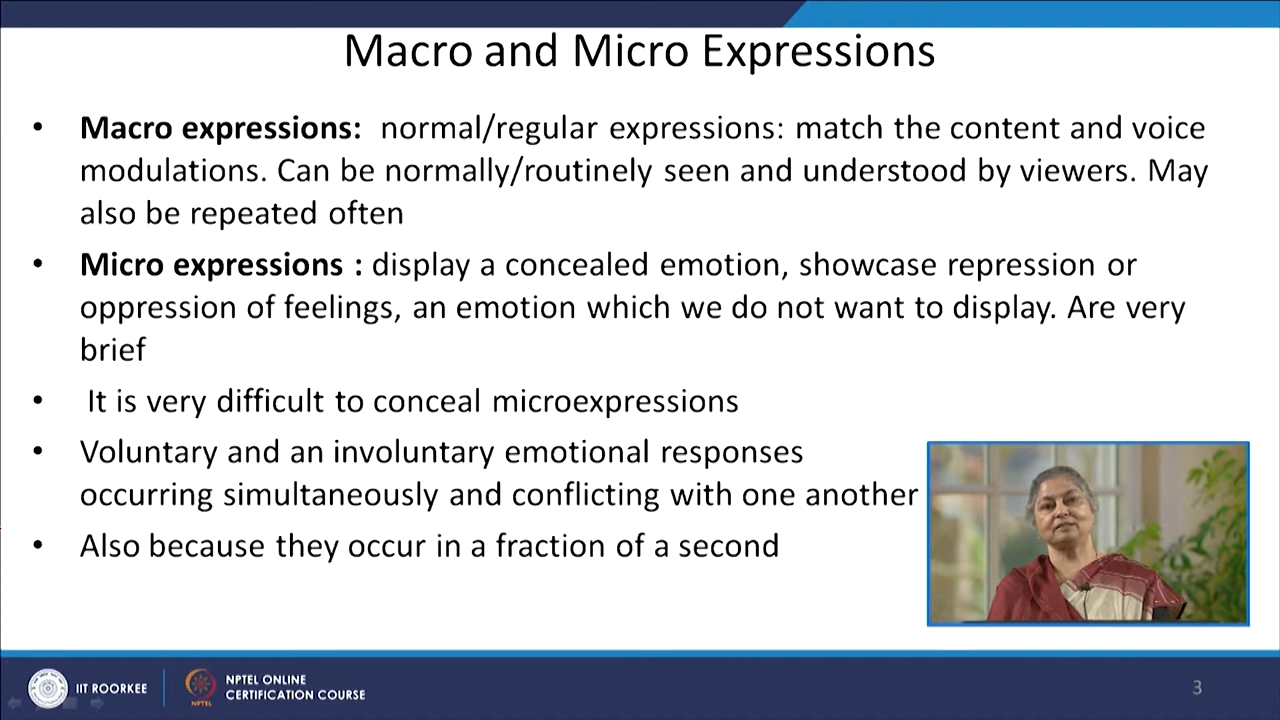 Macro and Micro Expressions
• Macro expressions: normal/regular expressions: match the content and voice
modulations. Can be normally/routinely seen and understood by viewers. May
also be repeated often
• Micro expressions : display a concealed emotion, showcase repression or
oppression of feelings, an emotion which we do not want to display. Are very
brief
• It is very difficult to conceal microexpressions
• Voluntary and an involuntary emotional responses
occurring simultaneously and conflicting with one another
• Also because they occur in a fraction of a second
IIT ROORKEE
NPTEL
NPTEL ONLINE
CERTIFICATION COURSE
3